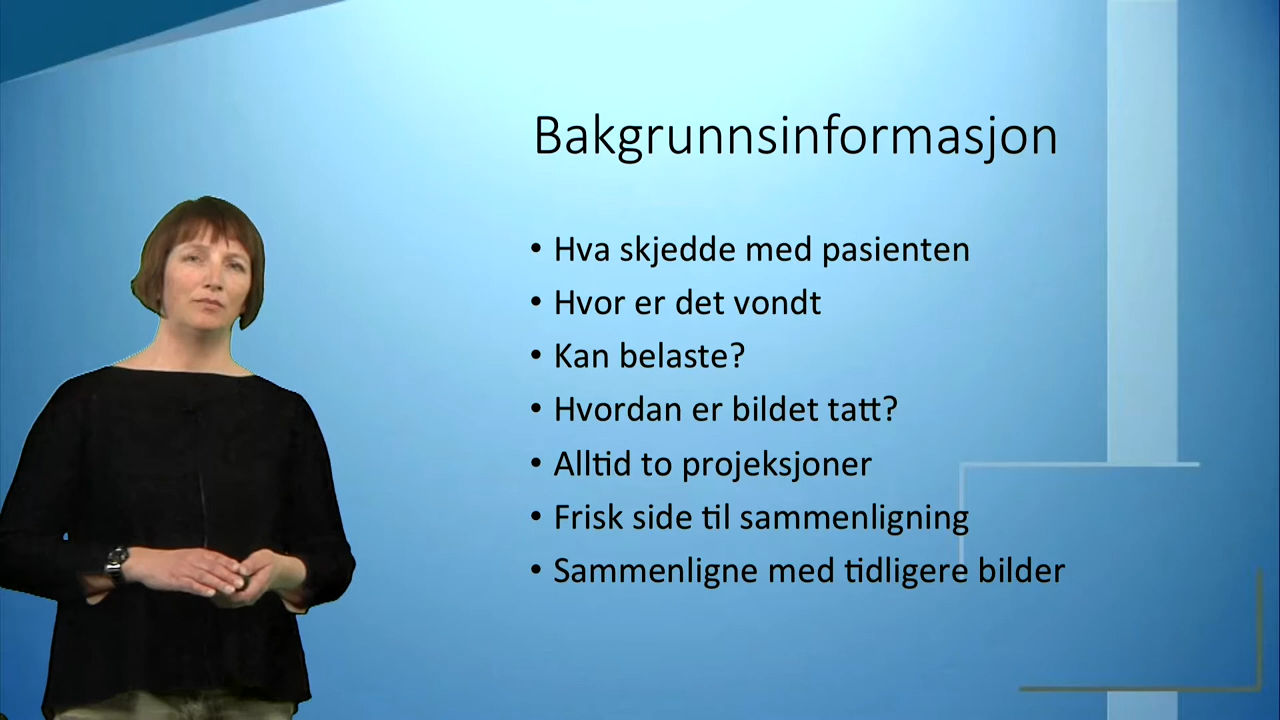 Bakgrunnsinformasjon
• Hva skjedde med pasienten
• Hvor er det vondt
• Kan belaste?
• Hvordan er bildet tatt?
• Alltid to projeksjoner
• Frisk side til sammenligning
• Sammenligne med tidligere bilder